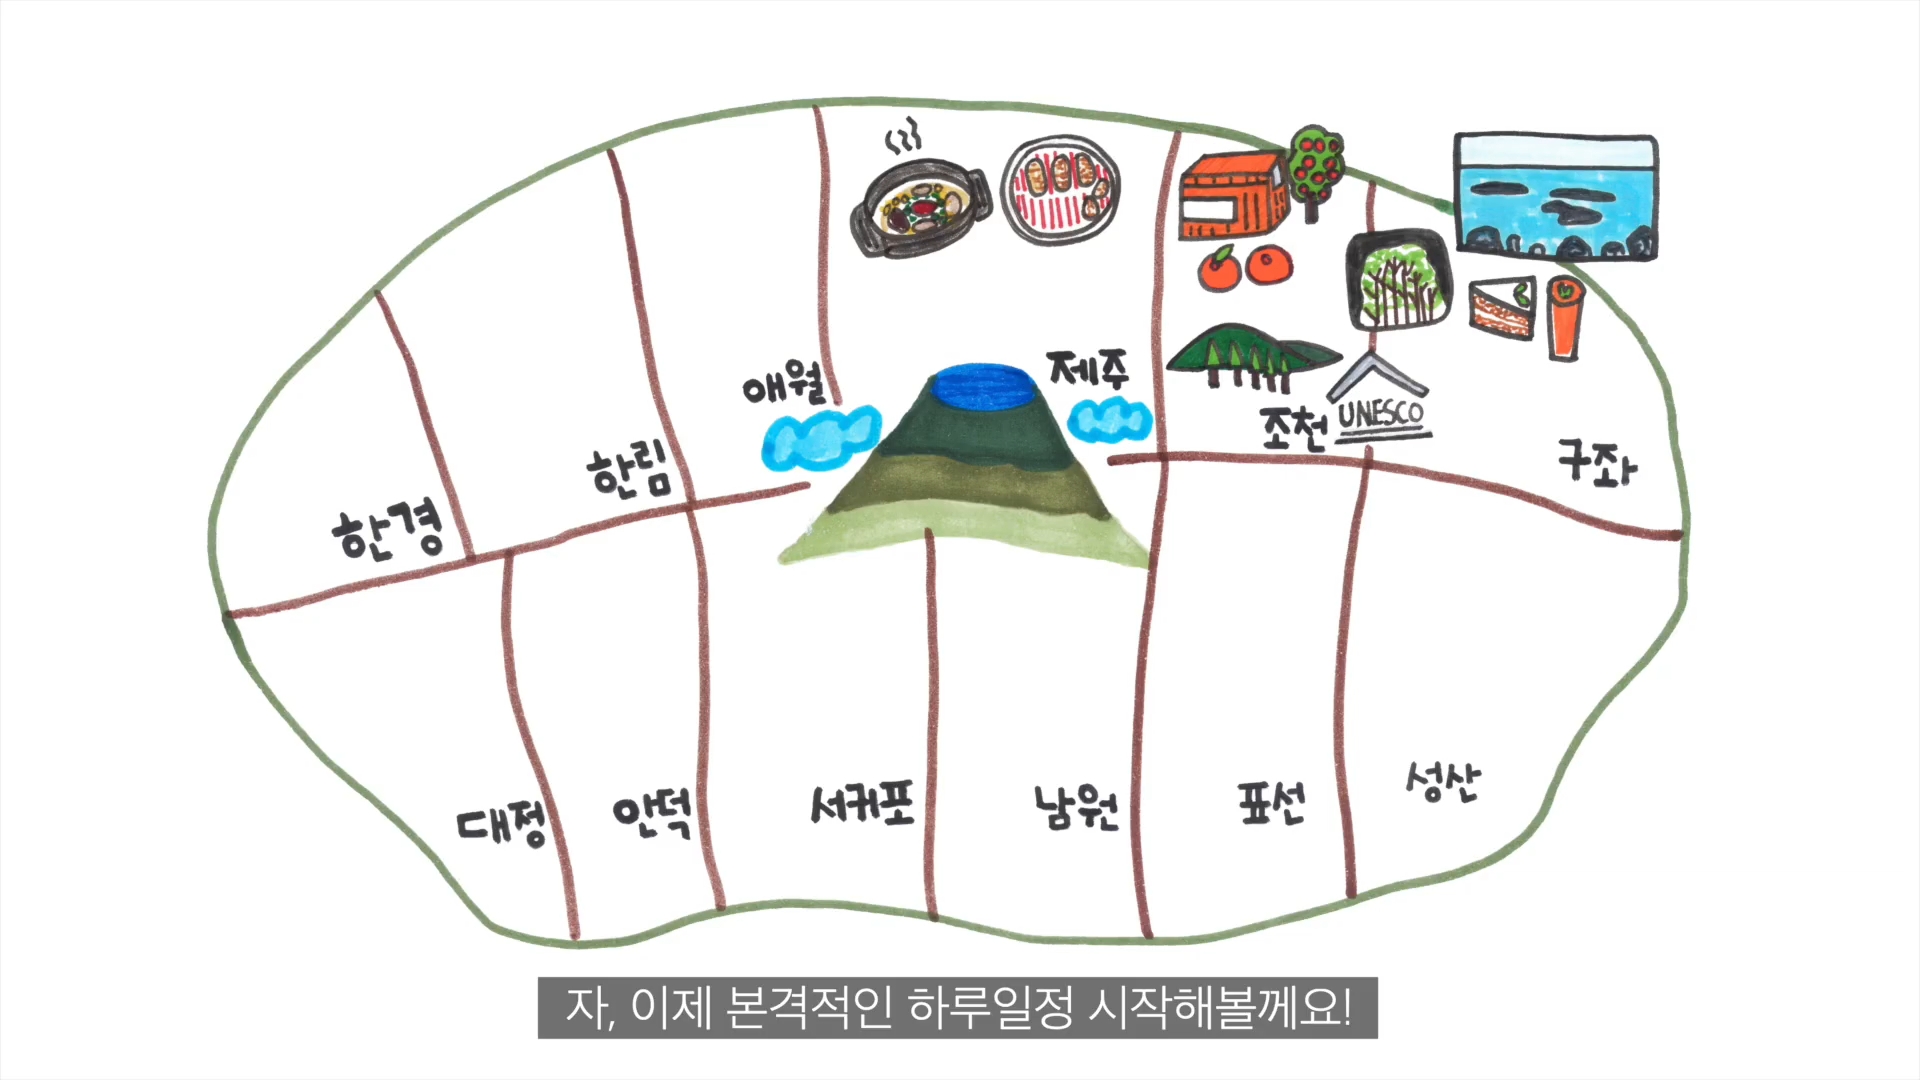 애월
제주
한림
한경
조천
UNESCO
구좌
대정
안덕
서귀포
남원
표선
성산
자, 이제 본격적인 하루일정 시작해볼게요!